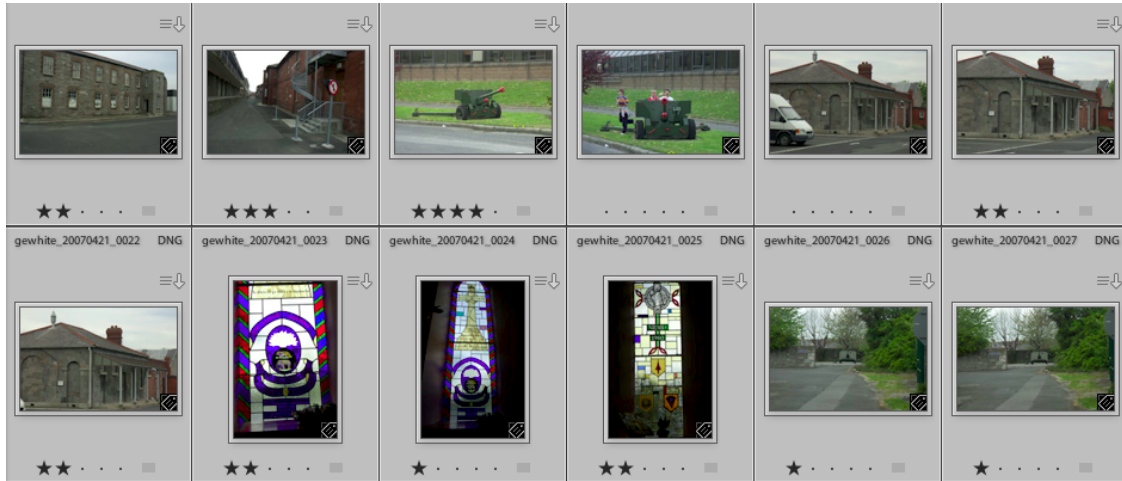 gewhite_20070421_0022 DNG
gewhite_20070421_0023 DNG
gewhite_20070421_0024 DNG
gewhite_20070421_0025 DNG
gewhite_20070421_0026 DNG
gewhite_20070421_0027 DNG